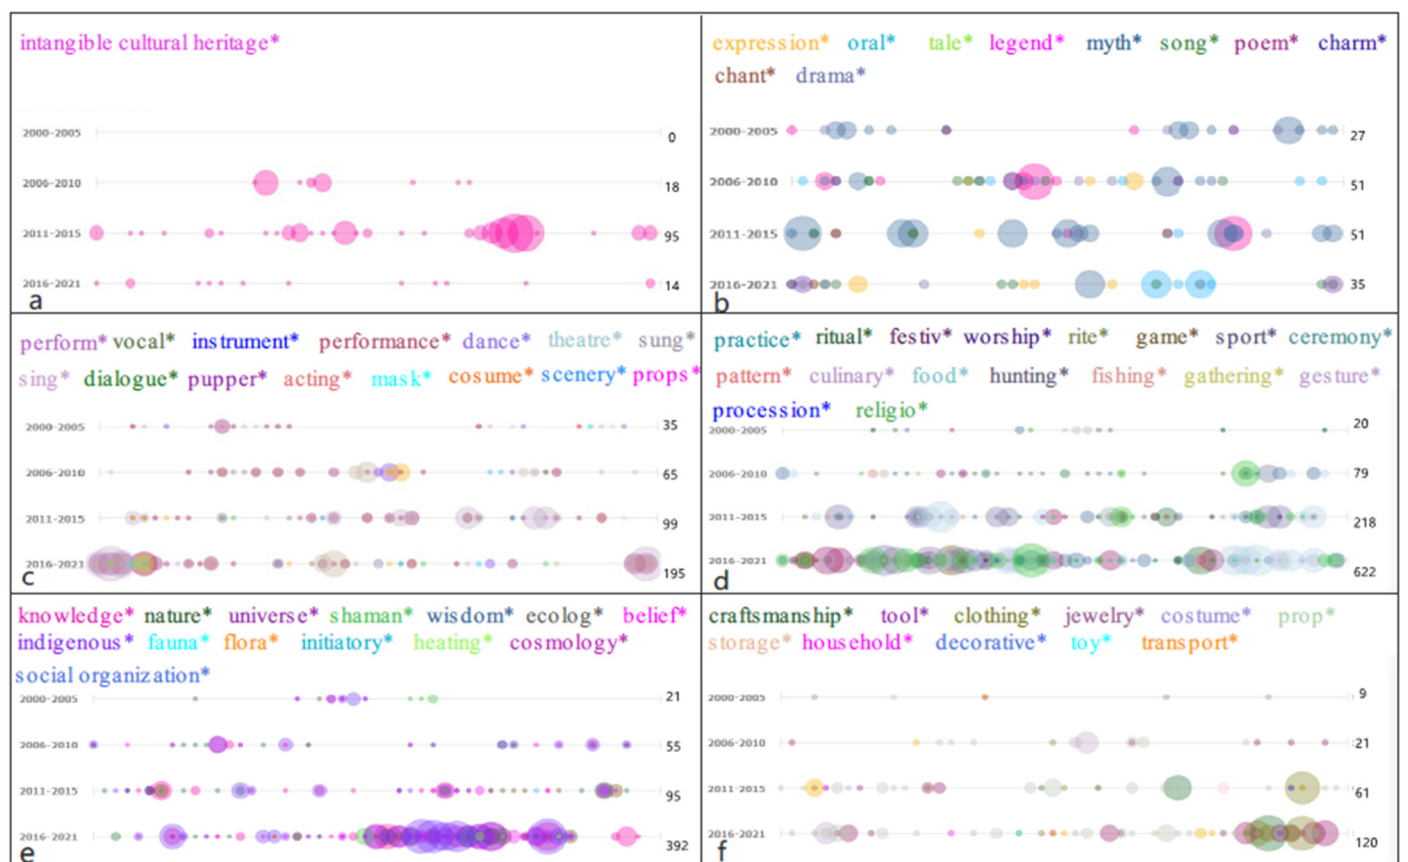 intangible cultural heritage*
2000-2005 0
2006-2010 18
2011-2015 95
2016-2021 14
a
expression* oral* tale* legend* myth* song* poem* charm*
chant* drama*
2000-2005 27
2006-2010 51
2011-2015 51
2016-2021 35
b
perform* vocal* instrument* performance* dance* theatre* sung*
sing* dialogue* pupper* acting* mask* cosume* scenery* props*
2000-2005 35
2006-2010 65
2011-2015 99
2016-2021 195
c
practice* ritual* festiv* worship* rite* game* sport* ceremony*
pattern* culinary* food* hunting* fishing* gathering* gesture*
procession* religio*
2000-2005 20
2006-2010 79
2011-2015 218
2016-2021 622
d
knowledge* nature* universe* shaman* wisdom* ecolog* belief*
indigenous* fauna* flora* initiatory* heating* cosmology*
social organization*
2000-2005 21
2006-2010 55
2011-2015 95
2016-2021 392
e
craftsmanship* tool* clothing* jewelry* costume* prop*
storage* household* decorative* toy* transport*
2000-2005 9
2006-2010 21
2011-2015 61
2016-2021 120
f